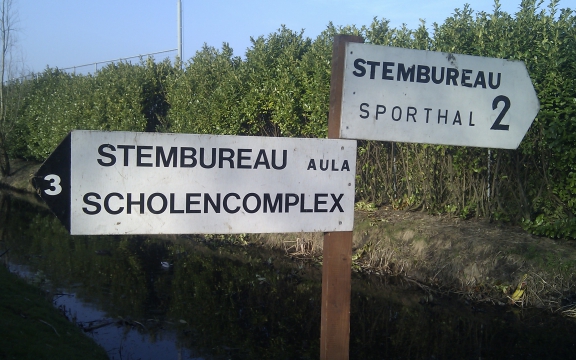 STEMBUREAU
SPORTHAL 2
STEMBUREAU AULA
3 SCHOLENCOMPLEX